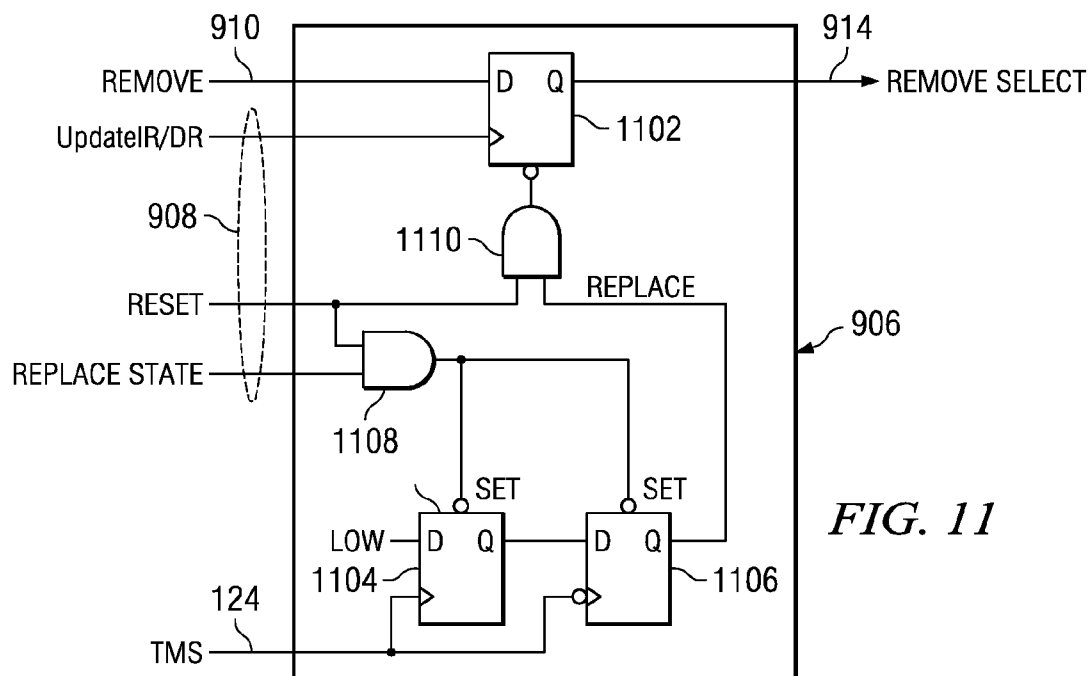 910
914
REMOVE
D Q
REMOVE SELECT
UpdateIR/DR
1102
908
1110
REPLACE
RESET
906
REPLACE STATE
1108
SET
SET
FIG. 11
LOW
D Q
D Q
1104
1106
124
TMS